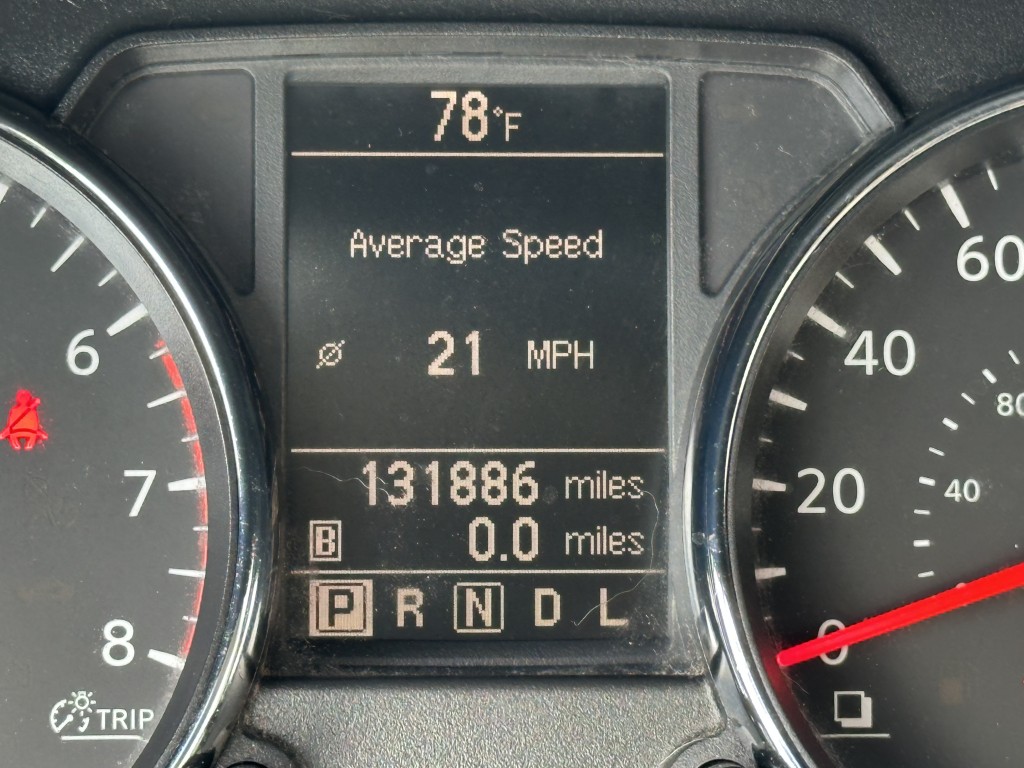 78°F
Average Speed
Ø 21 MPH
131886 miles
B 0.0 miles
P R N D L
6
7
8
TRIP
60
40
20
0
80
40